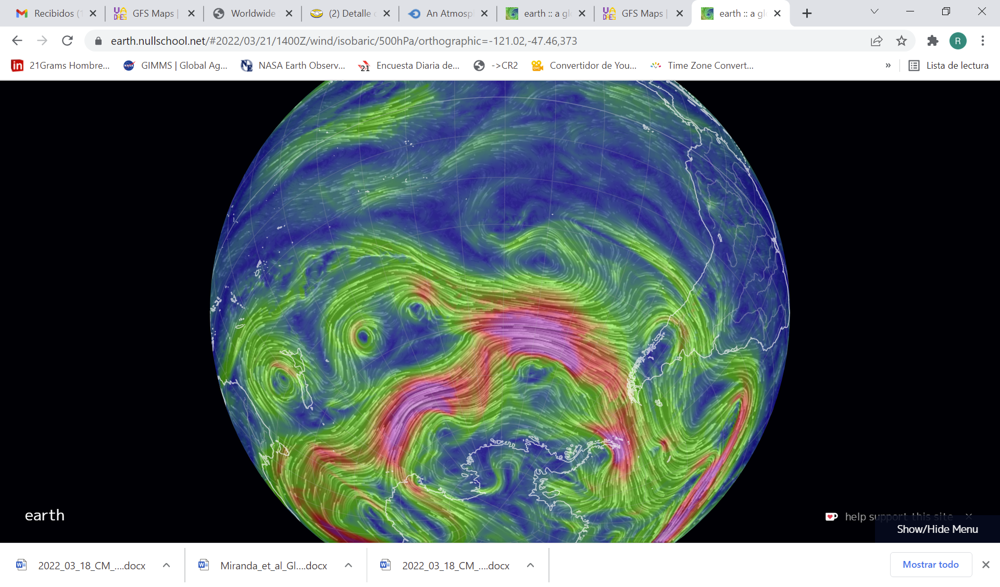 Recibidos (1
GFS Maps |
Worldwide
(2) Detalle
An Atmosp
earth :: a gl
GFS Maps |
earth :: a gl
earth.nullschool.net/#2022/03/21/1400Z/wind/isobaric/500hPa/orthographic=-121.02,-47.46,373
R
21Grams Hombre...
GIMMS | Global Ag...
NASA Earth Observ...
21
Encuesta Diaria de...
->CR2
Convertidor de You...
Time Zone Convert...
»
Lista de lectura
earth
help support this site
Show/Hide Menu
2022_03_18_CM_....docx
Miranda_et_al_Gl....docx
2022_03_18_CM_....docx
Mostrar todo